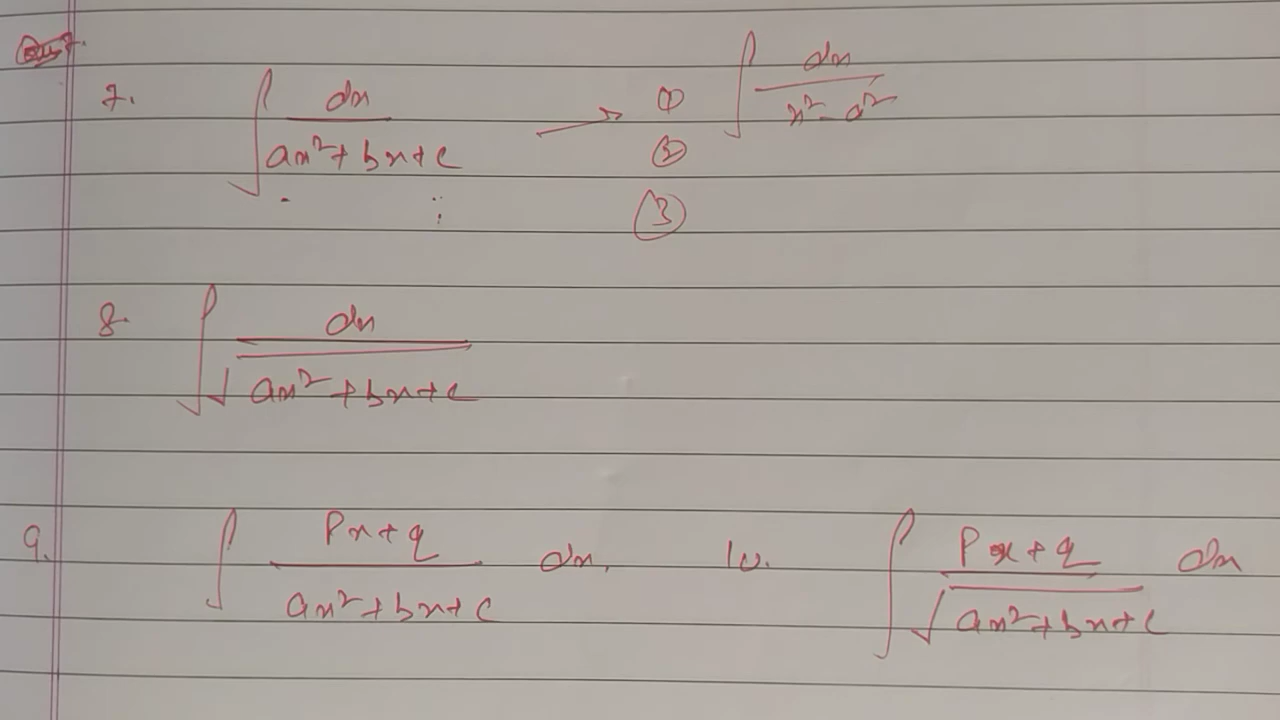 7. ∫ dx / (ax² + bx + c) → ① ∫ dx / (x² - a²)
②
③
8. ∫ dx / √(ax² + bx + c)
9. ∫ (Px + q) / (ax² + bx + c) dx, 10. ∫ (Px + q) / √(ax² + bx + c) dx